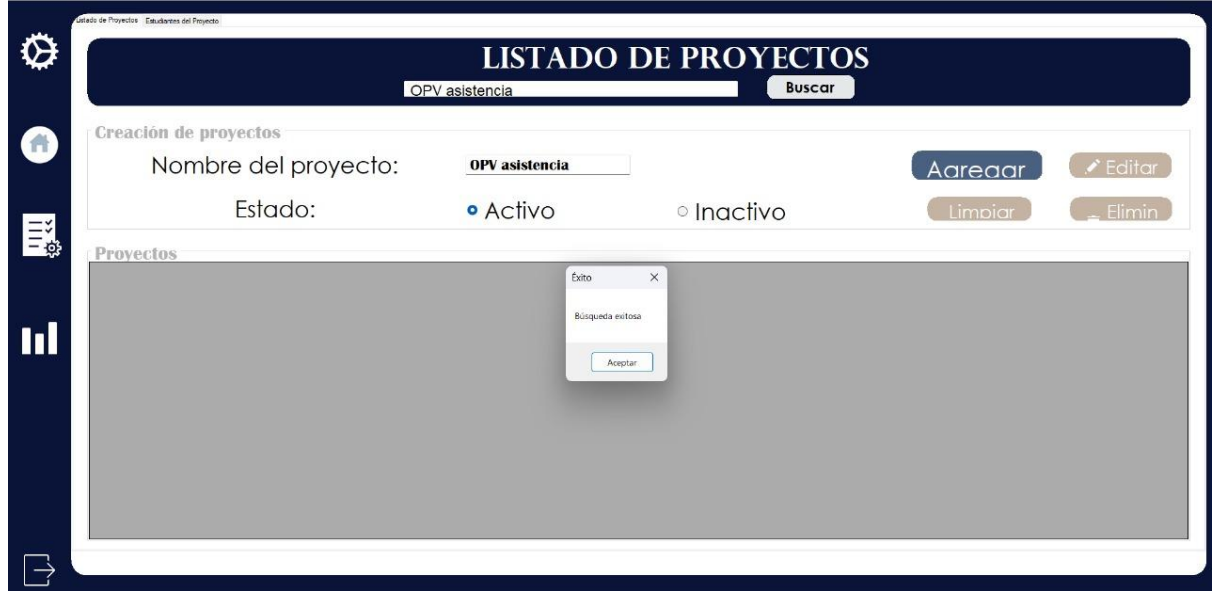 Listado de Proyectos Estudiantes del Proyecto
LISTADO DE PROYECTOS
OPV asistencia Buscar
Creación de proyectos
Nombre del proyecto: OPV asistencia Agregar Editar
Estado: Activo Inactivo Limpiar Elimin
Proyectos
Éxito
Búsqueda exitosa
Aceptar